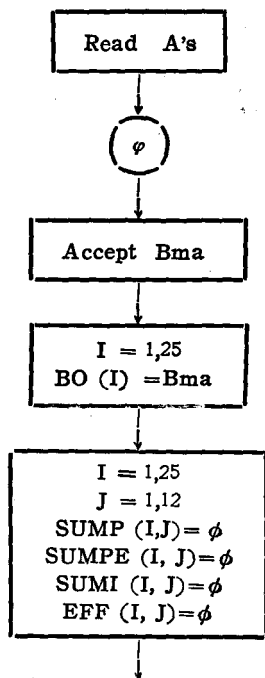 Read A's
φ
Accept Bma
I = 1,25
BO (I) =Bma
I = 1,25
J = 1,12
SUMP (I,J)= ϕ
SUMPE (I, J)= ϕ
SUMI (I, J)= ϕ
EFF (I, J)= ϕ